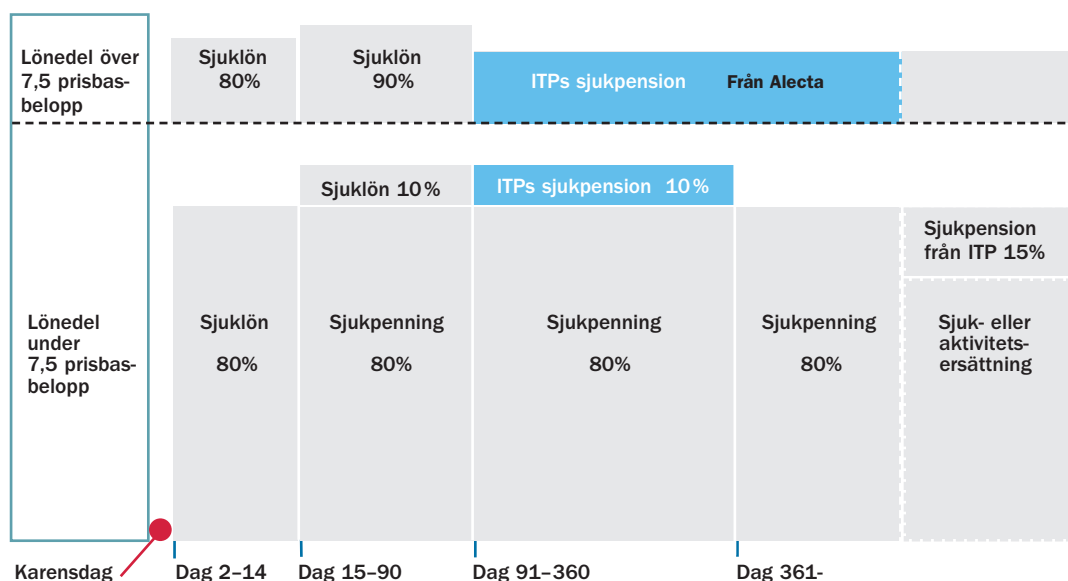 Lönedel över
7,5 prisbas-
belopp
Sjuklön
80%
Sjuklön
90%
ITPs sjukpension Från Alecta
Sjuklön 10%
ITPs sjukpension 10%
Lönedel
under
7,5 prisbas-
belopp
Sjuklön
80%
Sjukpenning
80%
Sjukpenning
80%
Sjukpenning
80%
Sjukpension
från ITP 15%
Sjuk- eller
aktivitets-
ersättning
Karensdag
Dag 2–14
Dag 15–90
Dag 91–360
Dag 361-